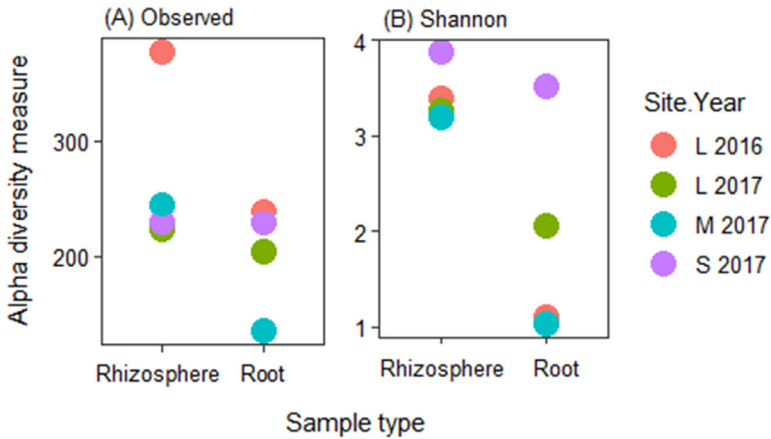 (A) Observed
(B) Shannon
Alpha diversity measure
300
200
4
3
2
1
Rhizosphere
Root
Rhizosphere
Root
Sample type
Site.Year
L 2016
L 2017
M 2017
S 2017